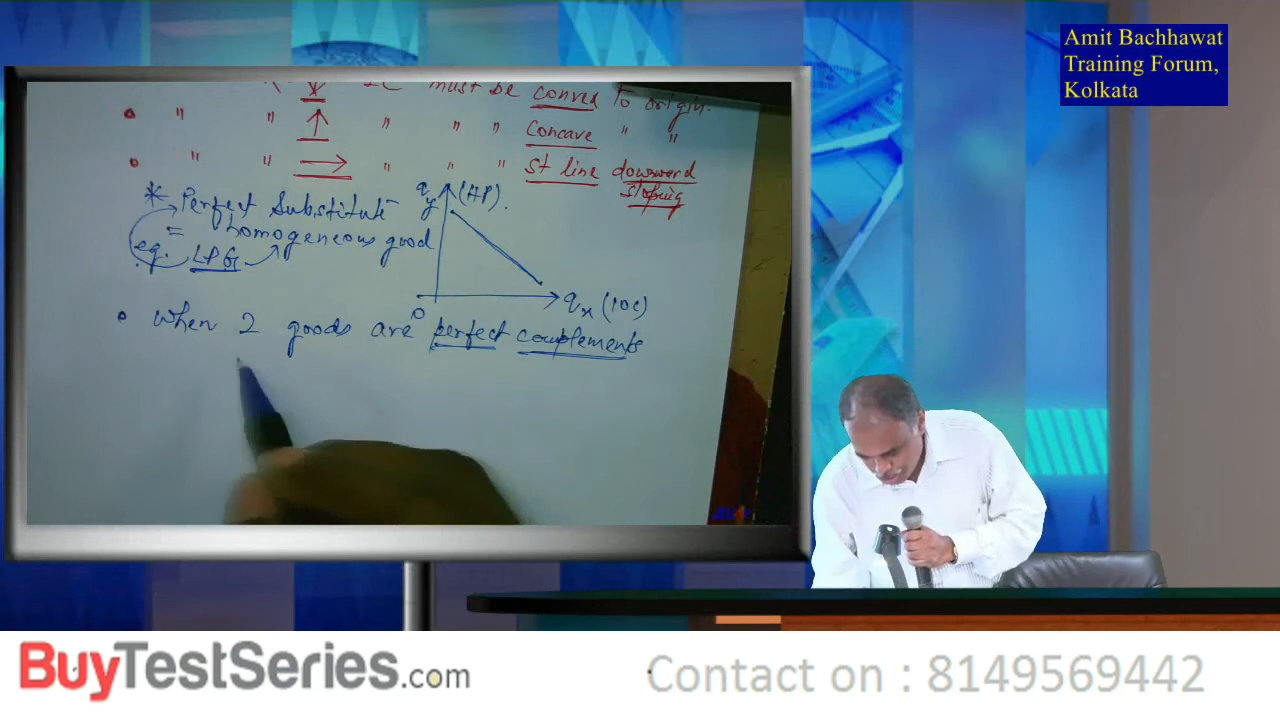 Amit Bachhawat
Training Forum,
Kolkata
↓ IC must be convex to origin.
• " " ↑ " " " Concave " "
• " " → " " " St line downward
sloping
* Perfect Substitute
= homogeneous good
eg. LPG
qy (HP).
O
qx (IOC)
• When 2 goods are perfect complements
BuyTestSeries.com
Contact on : 8149569442